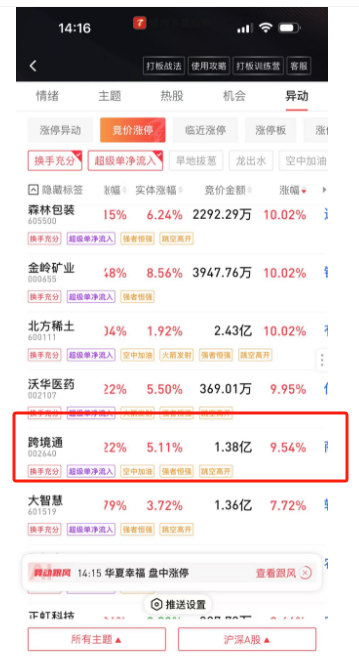 14:16
打板战法 使用攻略 打板训练营 客服
情绪 主题 热股 机会 异动
涨停异动 竞价涨停 临近涨停 涨停板
换手充分 超级单净流入 旱地拔葱 龙出水 空中加油
隐藏标签 涨幅 实体涨幅 竞价金额 涨幅
森林包装 15% 6.24% 2292.29万 10.02%
605500
换手充分 超级单净流入 强者恒强 跳空高开
金岭矿业 48% 8.56% 3947.76万 10.02%
000655
换手充分 超级单净流入 强者恒强
北方稀土 04% 1.92% 2.43亿 10.02%
600111
换手充分 超级单净流入 空中加油 火箭发射 强者恒强 跳空高开
沃华医药 22% 5.50% 369.01万 9.95%
002107
换手充分 超级单净流入 火箭发射 强者恒强 跳空高开
跨境通 22% 5.11% 1.38亿 9.54%
002640
换手充分 超级单净流入 空中加油 强者恒强 跳空高开
大智慧 79% 3.72% 1.36亿 7.72%
601519
换手充分 超级单净流入 强者恒强 跳空高开
异动跟风 14:15 华夏幸福 盘中涨停 查看跟风
推送设置
正虹科技
所有主题 沪深A股